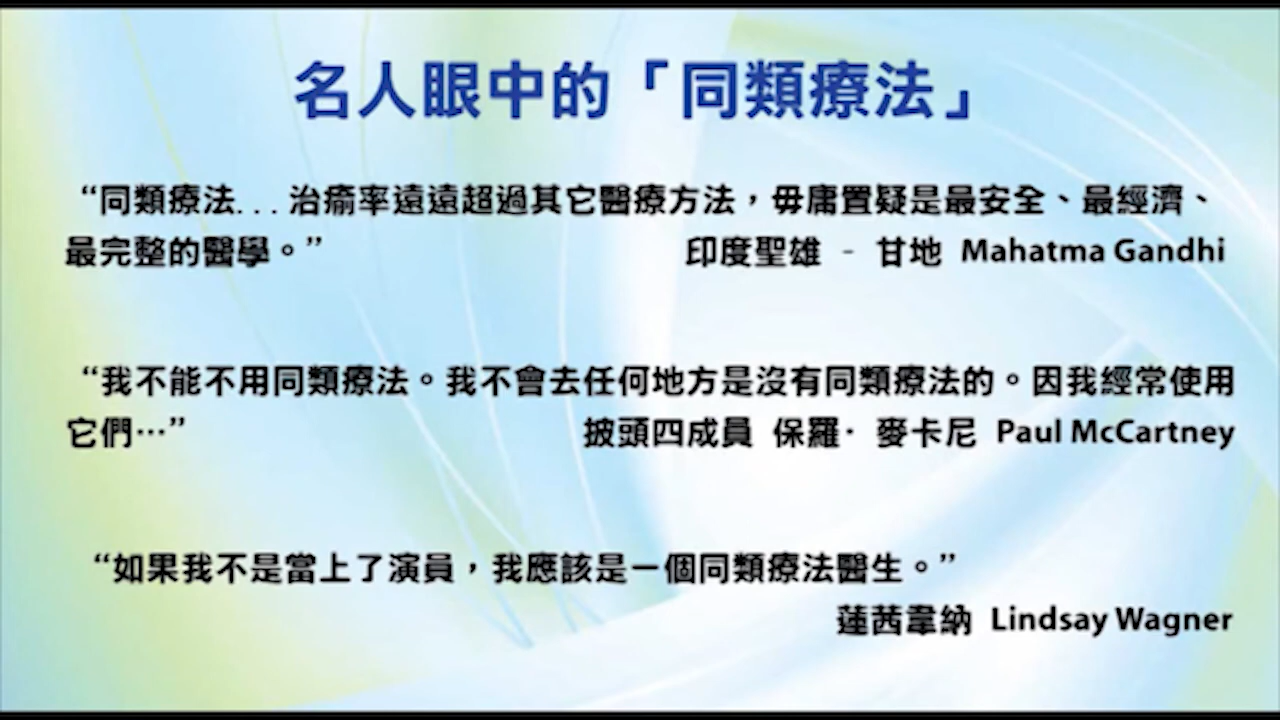 名人眼中的「同類療法」
“同類療法...治癒率遠遠超過其它醫療方法，毋庸置疑是最安全、最經濟、
最完整的醫學。” 印度聖雄 - 甘地 Mahatma Gandhi
“我不能不用同類療法。我不會去任何地方是沒有同類療法的。因我經常使用
它們…” 披頭四成員 保羅· 麥卡尼 Paul McCartney
“如果我不是當上了演員，我應該是一個同類療法醫生。”
蓮茜韋納 Lindsay Wagner